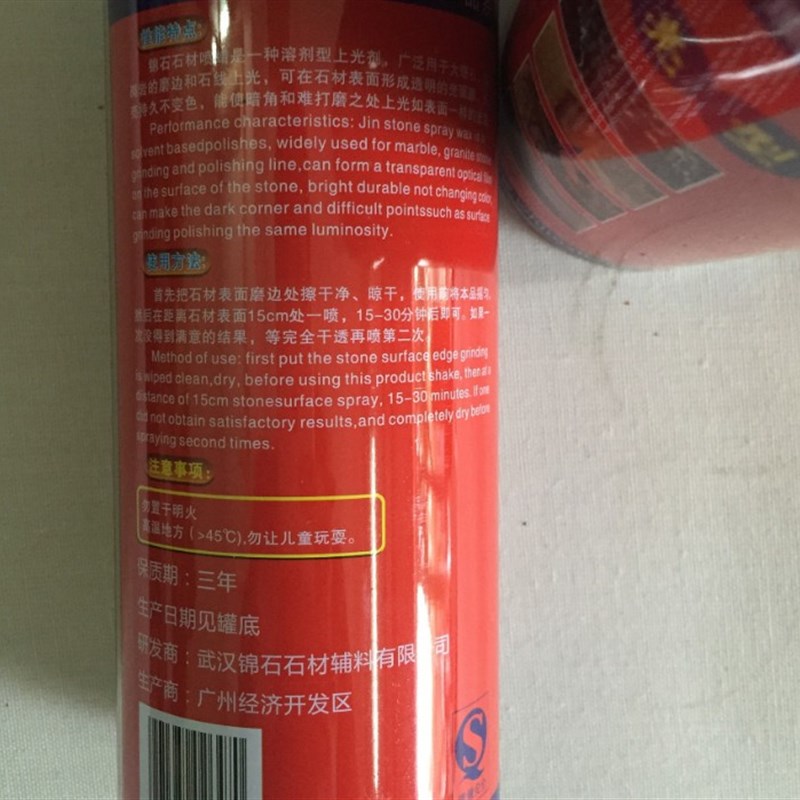 性能特点:
锦石石材喷蜡是一种溶剂型上光剂,广泛用于大理
的磨边和石线上光,可在石材表面形成透明的
持久不变色,能使暗角和难打磨之处上光如表面一样的
Performance characteristics: Jin stone spray wax is a
solvent basedpolishes, widely used for marble, granite stone
grinding and polishing line,can form a transparent optical film
on the surface of the stone, bright durable not changing color,
can make the dark corner and difficult pointssuch as surface
grinding polishing the same luminosity.
使用方法:
首先把石材表面磨边处擦干净、晾干,使用前将本品摇匀,
然后在距离石材表面15cm处一喷,15-30分钟后即可。如果一
次没得到满意的结果,等完全干透再喷第二次.
Method of use: first put the stone surface edge grinding
is wiped clean,dry, before using this product shake, then at a
distance of 15cm stonesurface spray, 15-30 minutes. If one
did not obtain satisfactory results,and completely dry before
spraying second times.
注意事项:
勿置于明火
高温地方(>45℃),勿让儿童玩耍。
保质期:三年
生产日期见罐底
研发商:武汉锦石石材辅料有限公司
生产商:广州经济开发区